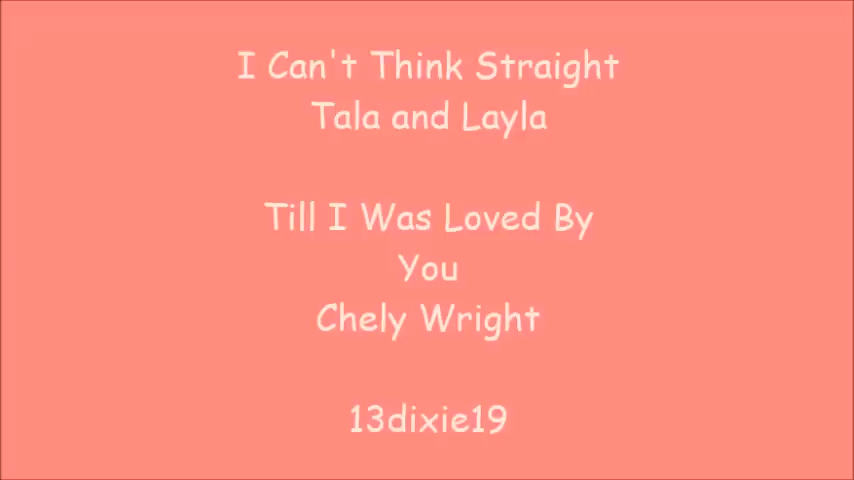 I Can't Think Straight
Tala and Layla
Till I Was Loved By
You
Chely Wright
13dixie19